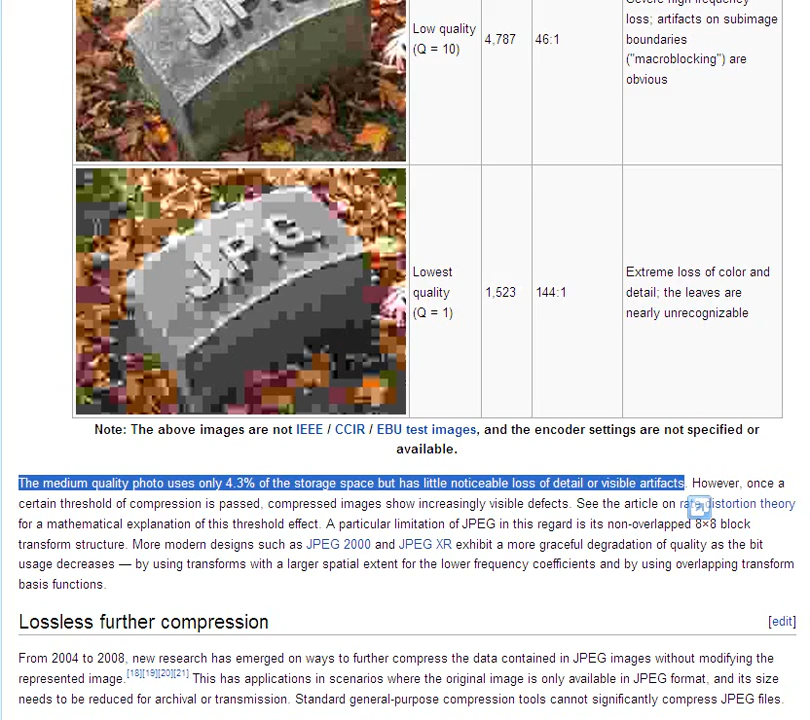 JPG
Low quality (Q = 10)
4,787
46:1
Severe high frequency
loss; artifacts on subimage
boundaries
("macroblocking") are
obvious
JPG
Lowest
quality
(Q = 1)
1,523
144:1
Extreme loss of color and
detail; the leaves are
nearly unrecognizable
Note: The above images are not IEEE / CCIR / EBU test images, and the encoder settings are not specified or
available.
The medium quality photo uses only 4.3% of the storage space but has little noticeable loss of detail or visible artifacts. However, once a
certain threshold of compression is passed, compressed images show increasingly visible defects. See the article on distortion theory
for a mathematical explanation of this threshold effect. A particular limitation of JPEG in this regard is its non-overlapped 8×8 block
transform structure. More modern designs such as JPEG 2000 and JPEG XR exhibit a more graceful degradation of quality as the bit
usage decreases — by using transforms with a larger spatial extent for the lower frequency coefficients and by using overlapping transform
basis functions.
Lossless further compression
[edit]
From 2004 to 2008, new research has emerged on ways to further compress the data contained in JPEG images without modifying the
represented image.[18][19][20][21] This has applications in scenarios where the original image is only available in JPEG format, and its size
needs to be reduced for archival or transmission. Standard general-purpose compression tools cannot significantly compress JPEG files.